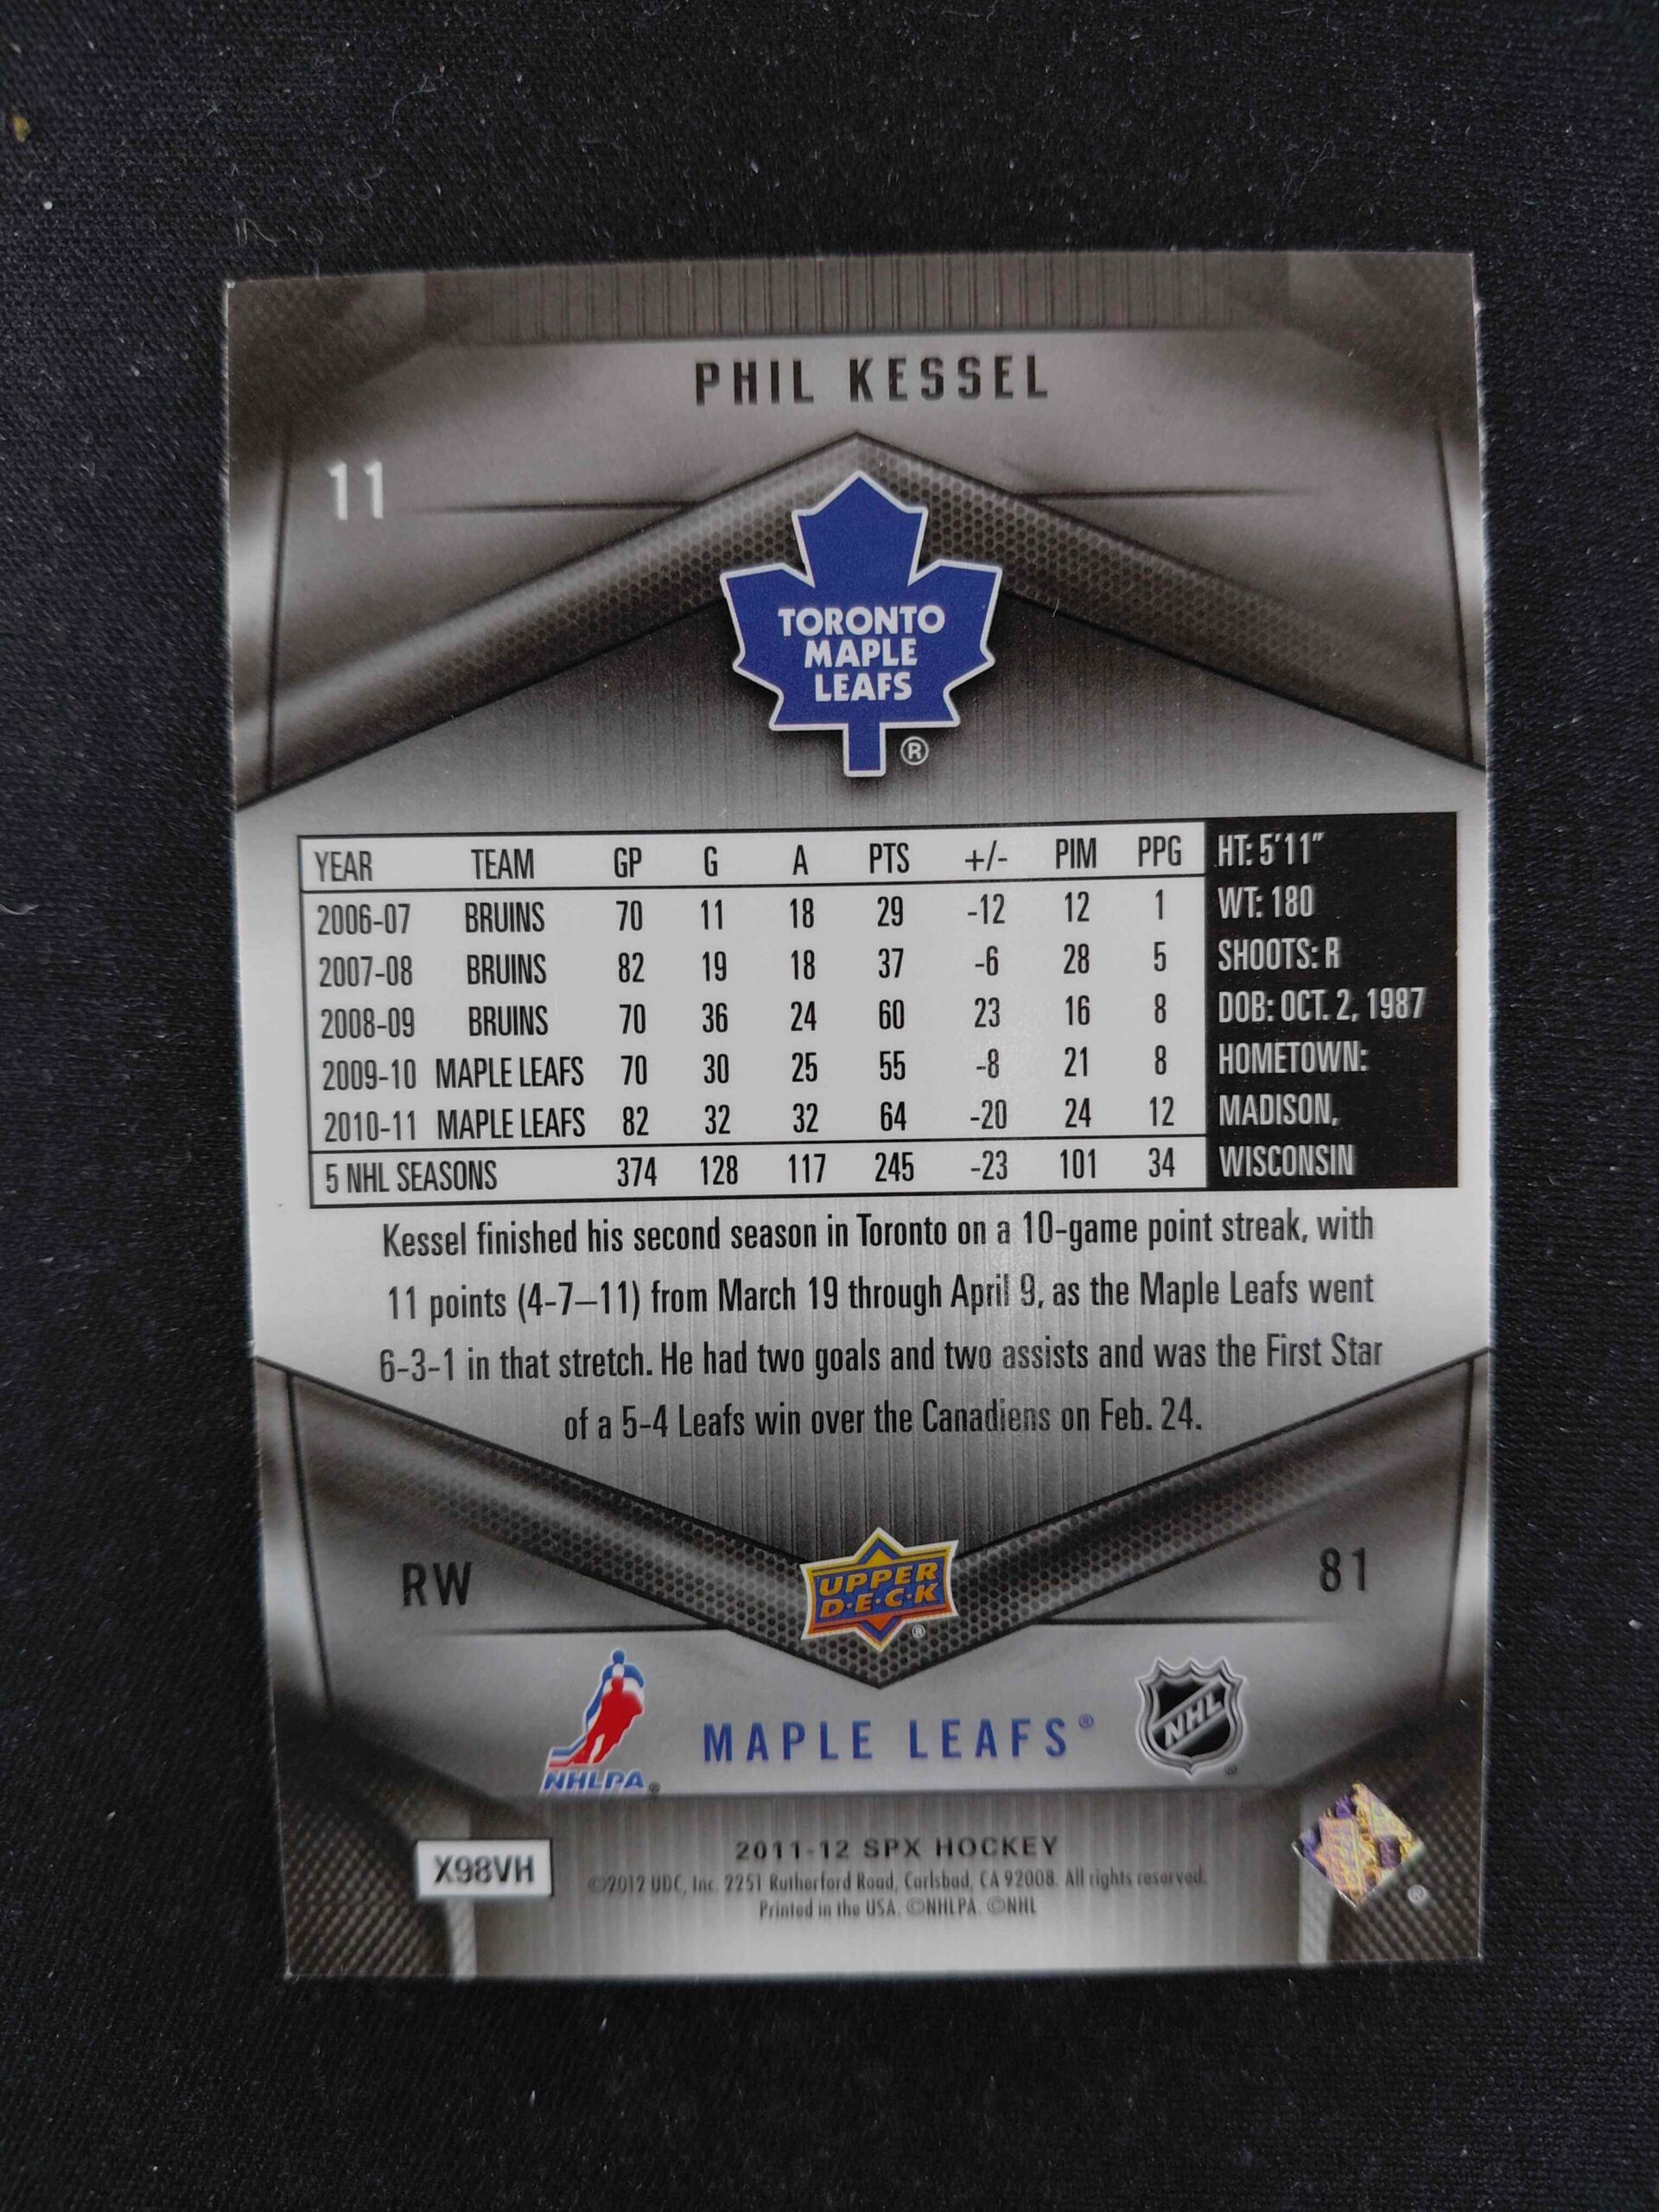 PHIL KESSEL
11
TORONTO
MAPLE
LEAFS
®
YEAR TEAM GP G A PTS +/- PIM PPG
2006-07 BRUINS 70 11 18 29 -12 12 1
2007-08 BRUINS 82 19 18 37 -6 28 5
2008-09 BRUINS 70 36 24 60 23 16 8
2009-10 MAPLE LEAFS 70 30 25 55 -8 21 8
2010-11 MAPLE LEAFS 82 32 32 64 -20 24 12
5 NHL SEASONS 374 128 117 245 -23 101 34
HT: 5'11"
WT: 180
SHOOTS: R
DOB: OCT. 2, 1987
HOMETOWN:
MADISON,
WISCONSIN
Kessel finished his second season in Toronto on a 10-game point streak, with
11 points (4-7–11) from March 19 through April 9, as the Maple Leafs went
6-3-1 in that stretch. He had two goals and two assists and was the First Star
of a 5-4 Leafs win over the Canadiens on Feb. 24.
RW
UPPER
D·E·C·K
®
81
NHLPA®
MAPLE LEAFS®
NHL
X98VH
2011-12 SPX HOCKEY
©2012 UDC, Inc. 2251 Rutherford Road, Carlsbad, CA 92008. All rights reserved.
Printed in the USA. ©NHLPA. ©NHL
®